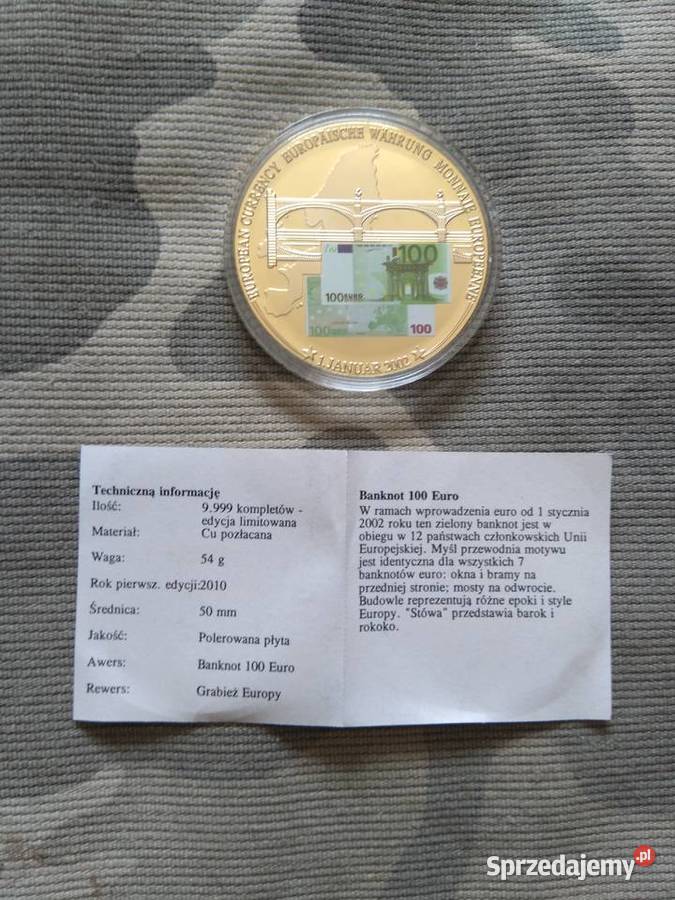 EUROPEAN CURRENCY EUROPÄISCHE WÄHRUNG MONNAIE EUROPÉENNE
100
100 EURO
100
100
1. JANUAR 2002
Techniczną informację
Ilość: 9.999 kompletów -
edycja limitowana
Materiał: Cu pozłacana
Waga: 54 g
Rok pierwsz. edycji:2010
Średnica: 50 mm
Jakość: Polerowana płyta
Awers: Banknot 100 Euro
Rewers: Grabież Europy
Banknot 100 Euro
W ramach wprowadzenia euro od 1 stycznia
2002 roku ten zielony banknot jest w
obiegu w 12 państwach członkowskich Unii
Europejskiej. Myśl przewodnia motywu
jest identyczna dla wszystkich 7
banknotów euro: okna i bramy na
przedniej stronie; mosty na odwrocie.
Budowle reprezentują różne epoki i style
Europy. "Stówa" przedstawia barok i
rokoko.
Sprzedajemy.pl